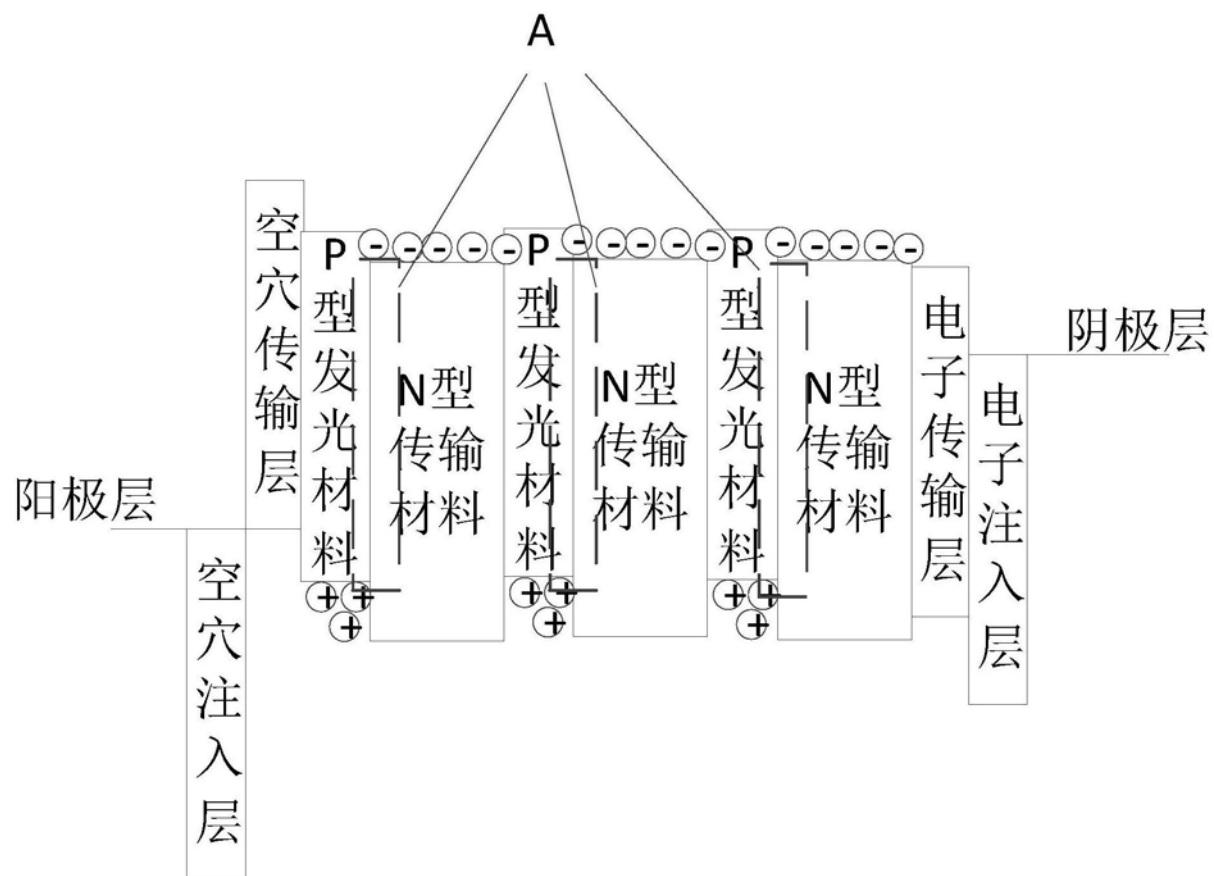 A
阳极层
空穴注入层
空穴传输层
P型发光材料
N型
传输
材料
P型发光材料
N型
传输
材料
P型发光材料
N型
传输
材料
电子传输层
电子注入层
阴极层
- - - - - - - - - - - - - - -
+ + + + + + + + +